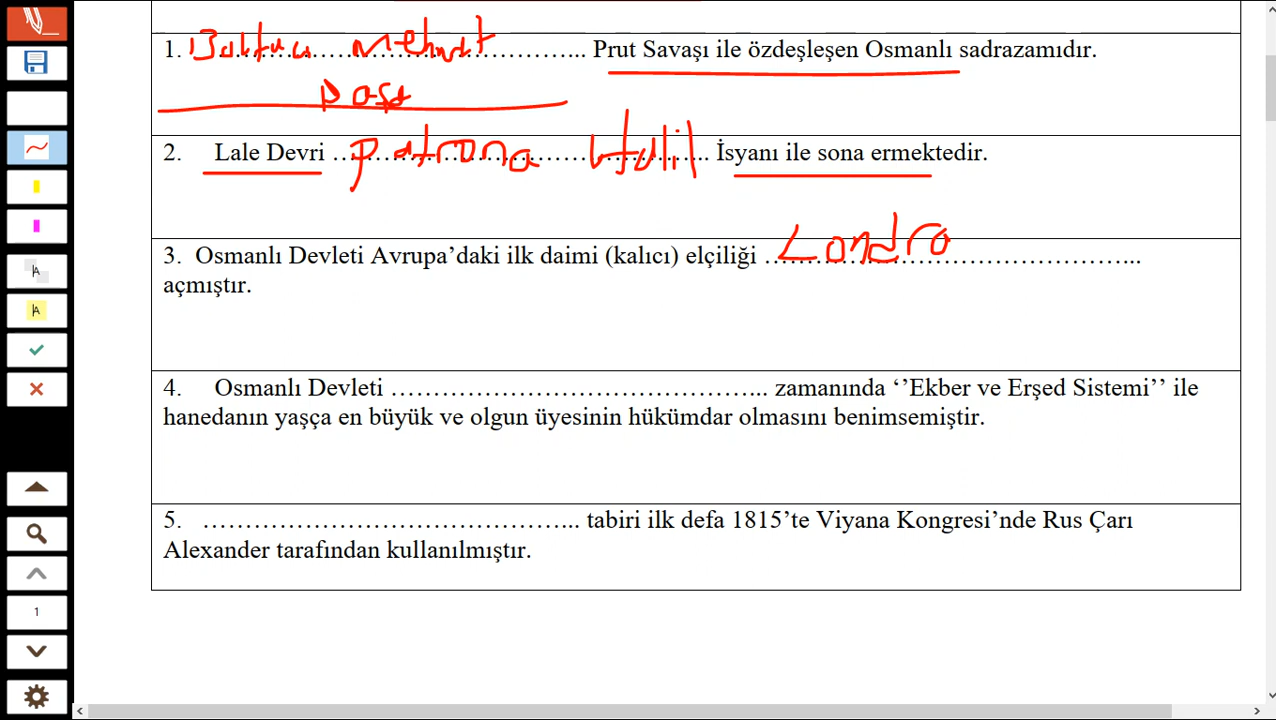 1. Baltacı Mehmet ………... Prut Savaşı ile özdeşleşen Osmanlı sadrazamıdır.
Paşa
2. Lale Devri … Patrona Halil ….. İsyanı ile sona ermektedir.
3. Osmanlı Devleti Avrupa’daki ilk daimi (kalıcı) elçiliği Londra …………………………..
açmıştır.
4. Osmanlı Devleti ……………………………………... zamanında ‘’Ekber ve Erşed Sistemi’’ ile
hanedanın yaşça en büyük ve olgun üyesinin hükümdar olmasını benimsemiştir.
5. …………………………………….. tabiri ilk defa 1815’te Viyana Kongresi’nde Rus Çarı
Alexander tarafından kullanılmıştır.
1